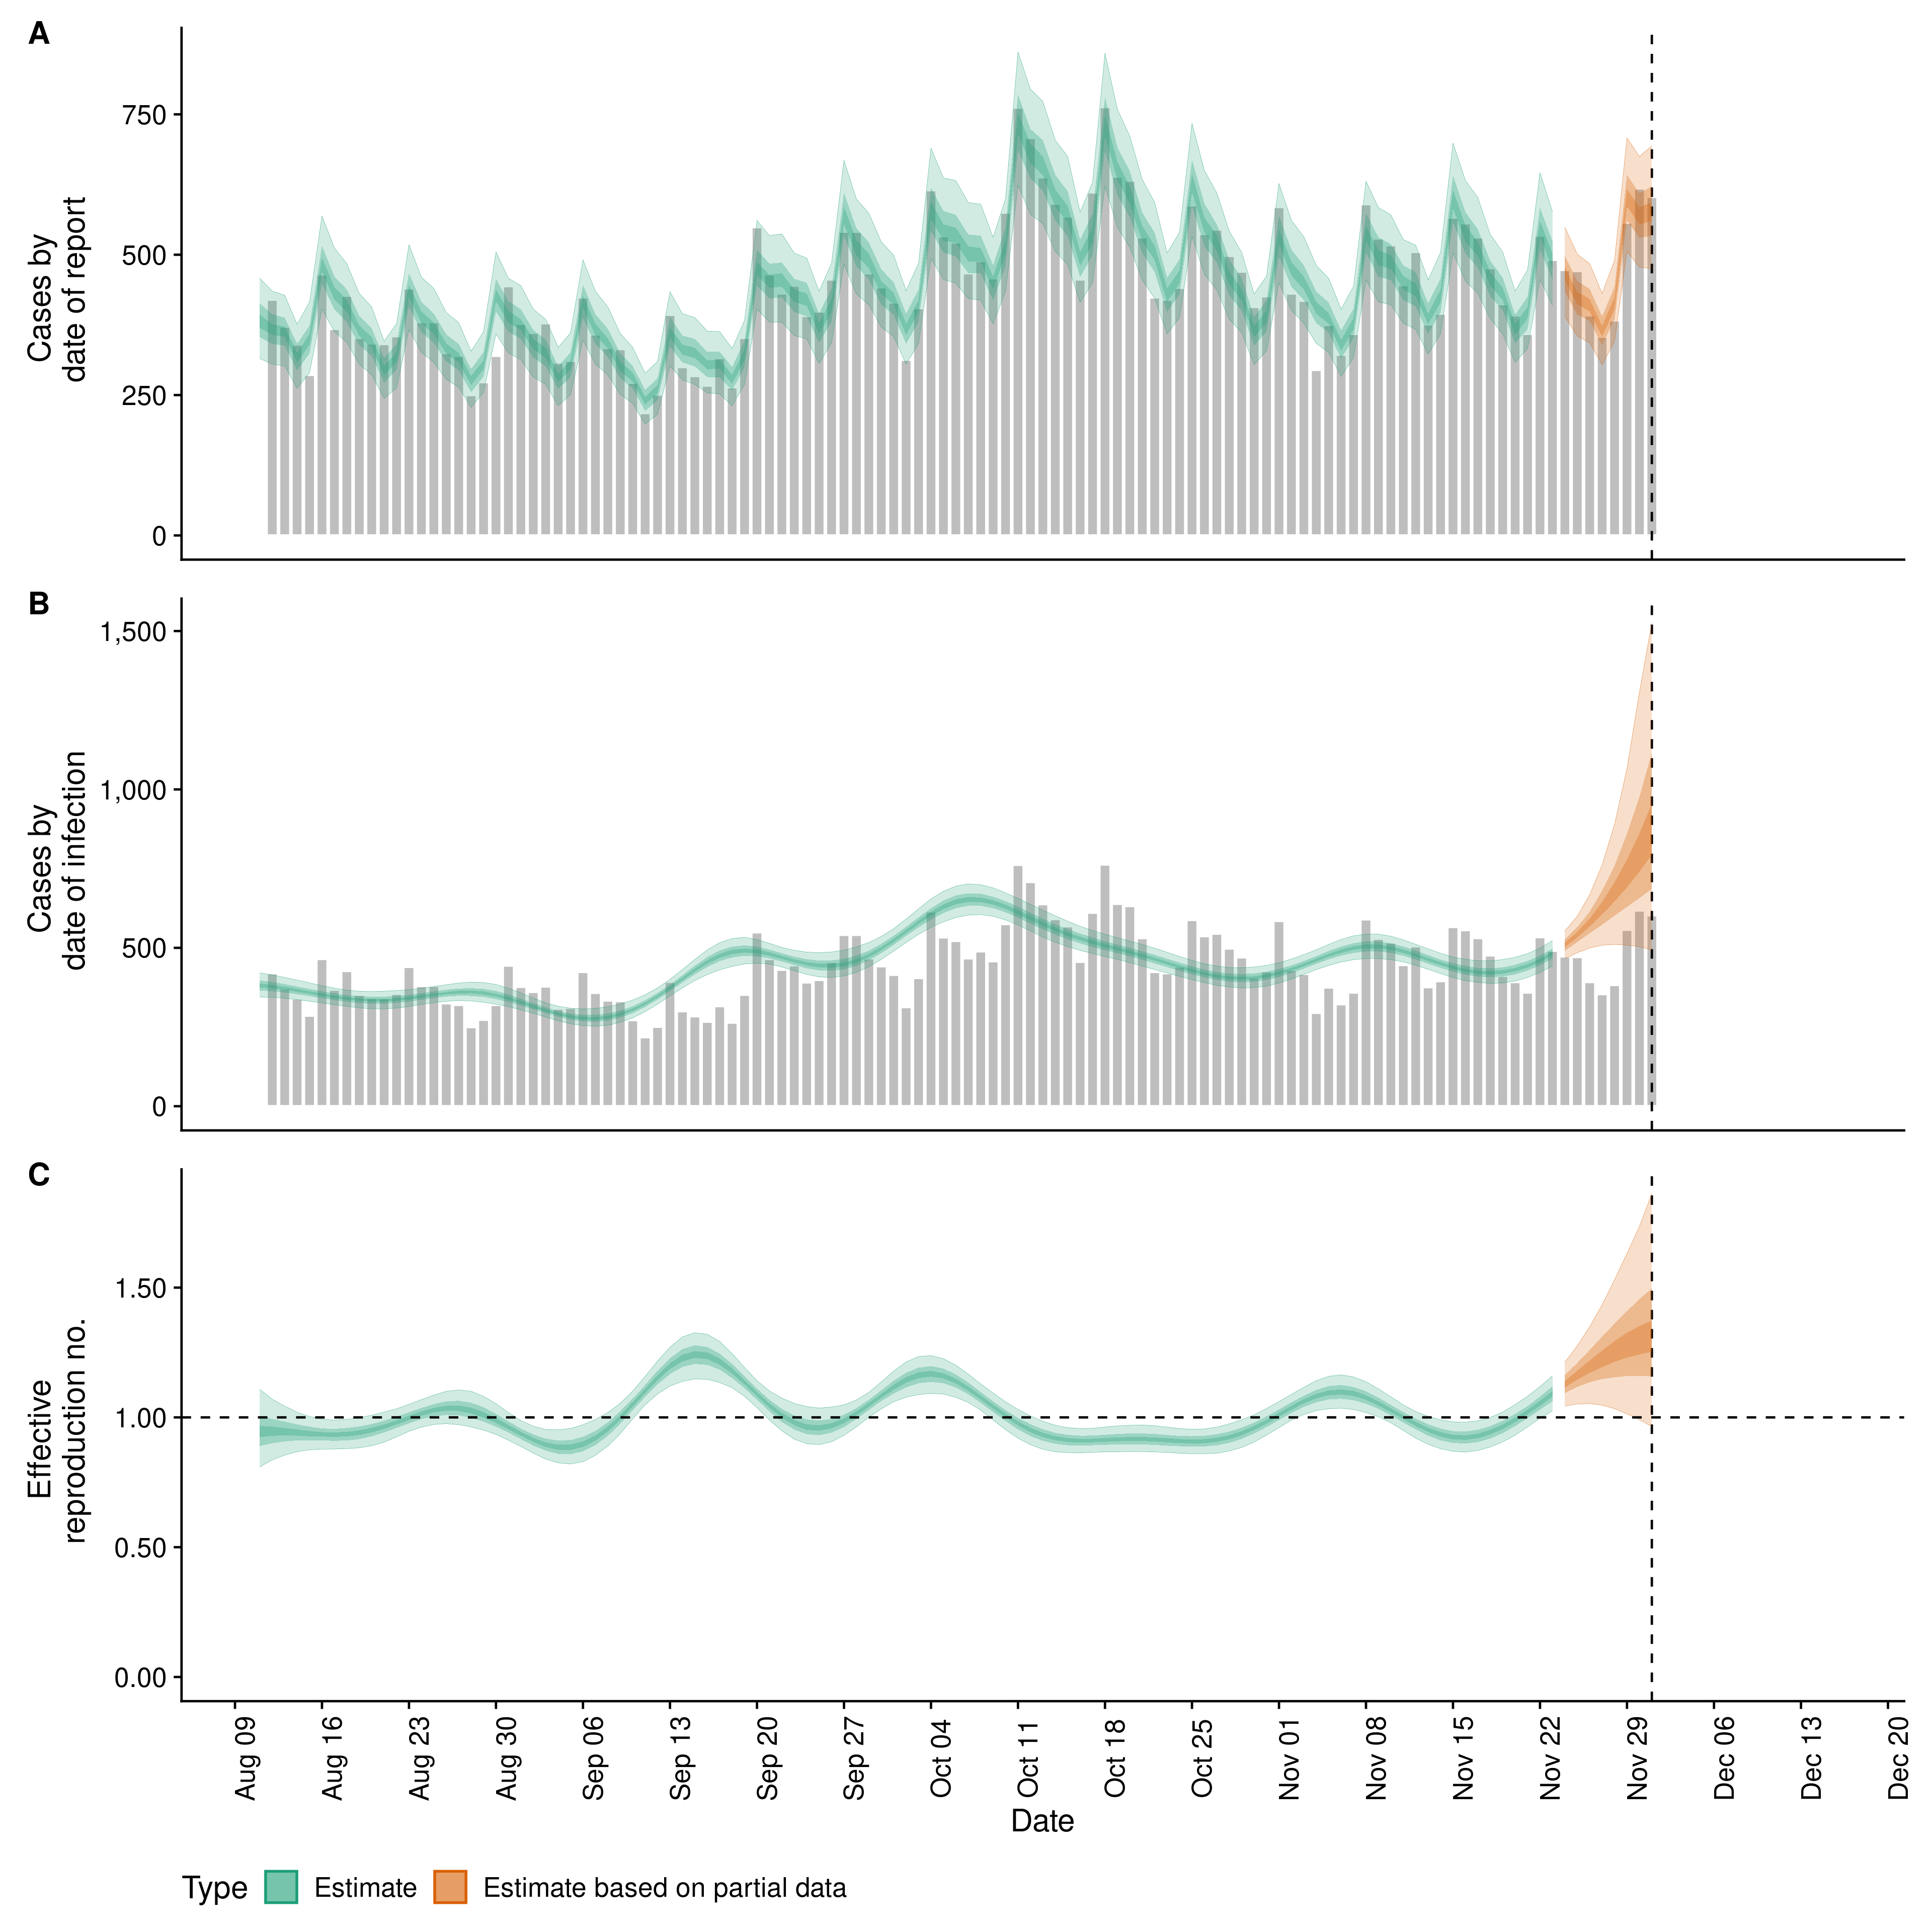 A
Cases by
date of report
750
500
250
0
B
Cases by
date of infection
1,500
1,000
500
0
C
Effective
reproduction no.
1.50
1.00
0.50
0.00
Aug 09
Aug 16
Aug 23
Aug 30
Sep 06
Sep 13
Sep 20
Sep 27
Oct 04
Oct 11
Oct 18
Oct 25
Nov 01
Nov 08
Nov 15
Nov 22
Nov 29
Dec 06
Dec 13
Dec 20
Date
Type Estimate Estimate based on partial data